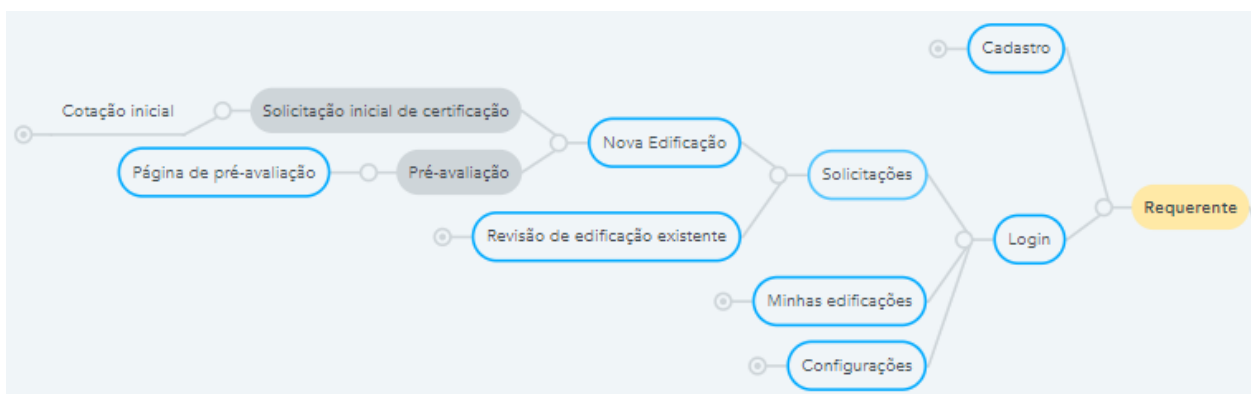 Cadastro
Cotação inicial
Solicitação inicial de certificação
Nova Edificação
Página de pré-avaliação
Pré-avaliação
Solicitações
Requerente
Revisão de edificação existente
Login
Minhas edificações
Configurações